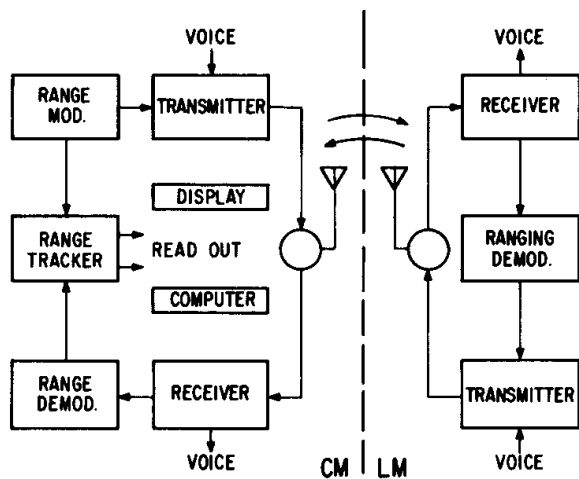 VOICE
RANGE
MOD.
TRANSMITTER
DISPLAY
RANGE
TRACKER
READ OUT
COMPUTER
RANGE
DEMOD.
RECEIVER
VOICE
CM
LM
VOICE
RECEIVER
RANGING
DEMOD.
TRANSMITTER
VOICE